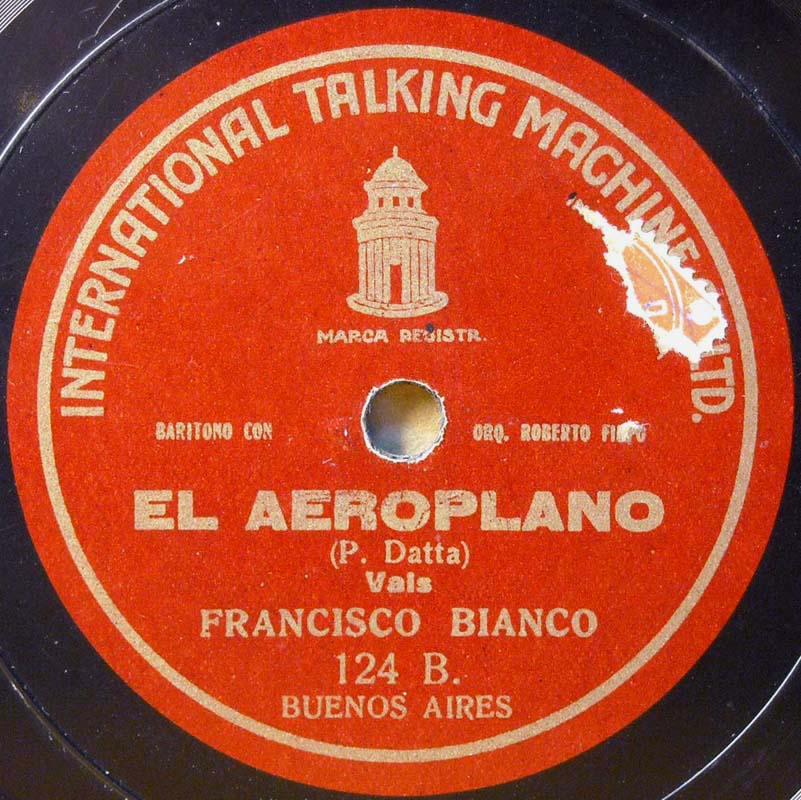 INTERNATIONAL TALKING MACHINE LTD.
MARCA REGISTR.
BARITONO CON ORQ. ROBERTO FIRPO
EL AEROPLANO
(P. Datta)
Vals
FRANCISCO BIANCO
124 B.
BUENOS AIRES